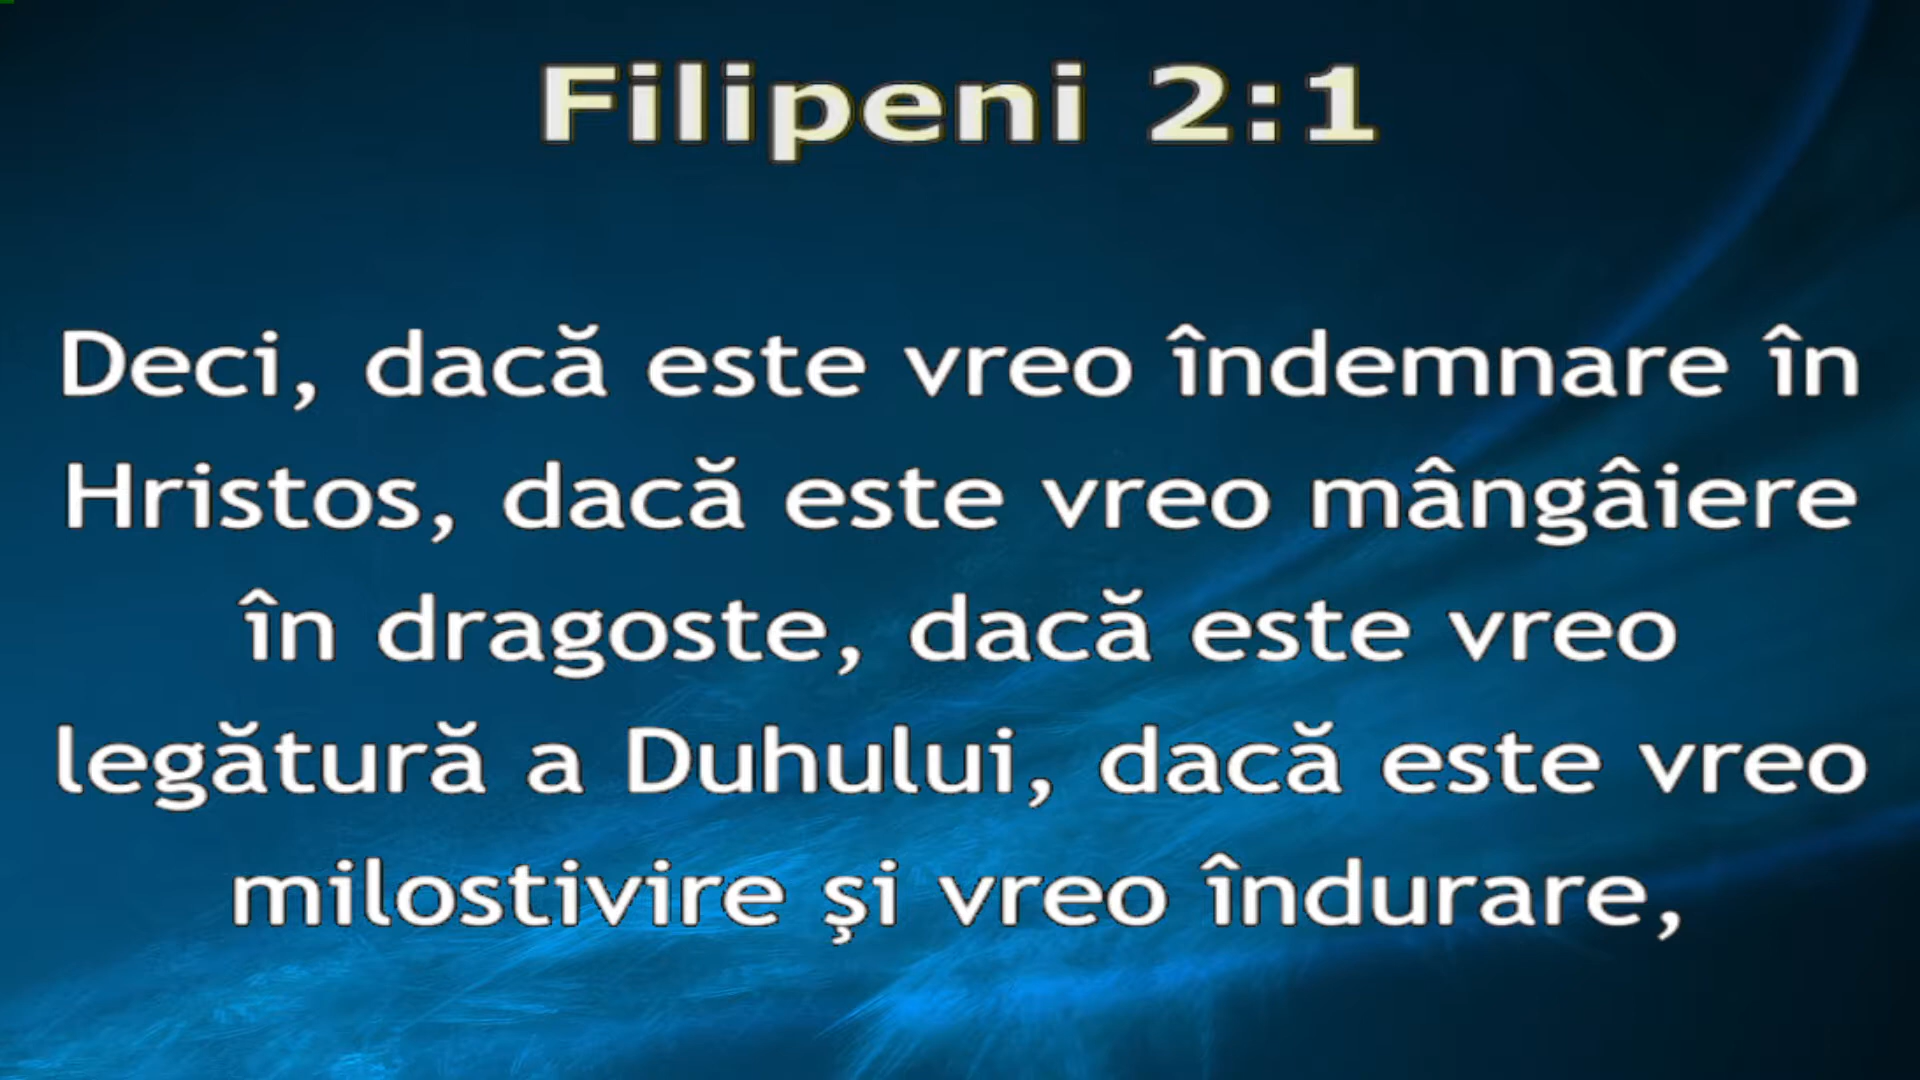 Filipeni 2:1
Deci, dacă este vreo îndemnare în
Hristos, dacă este vreo mângâiere
în dragoste, dacă este vreo
legătură a Duhului, dacă este vreo
milostivire şi vreo îndurare,